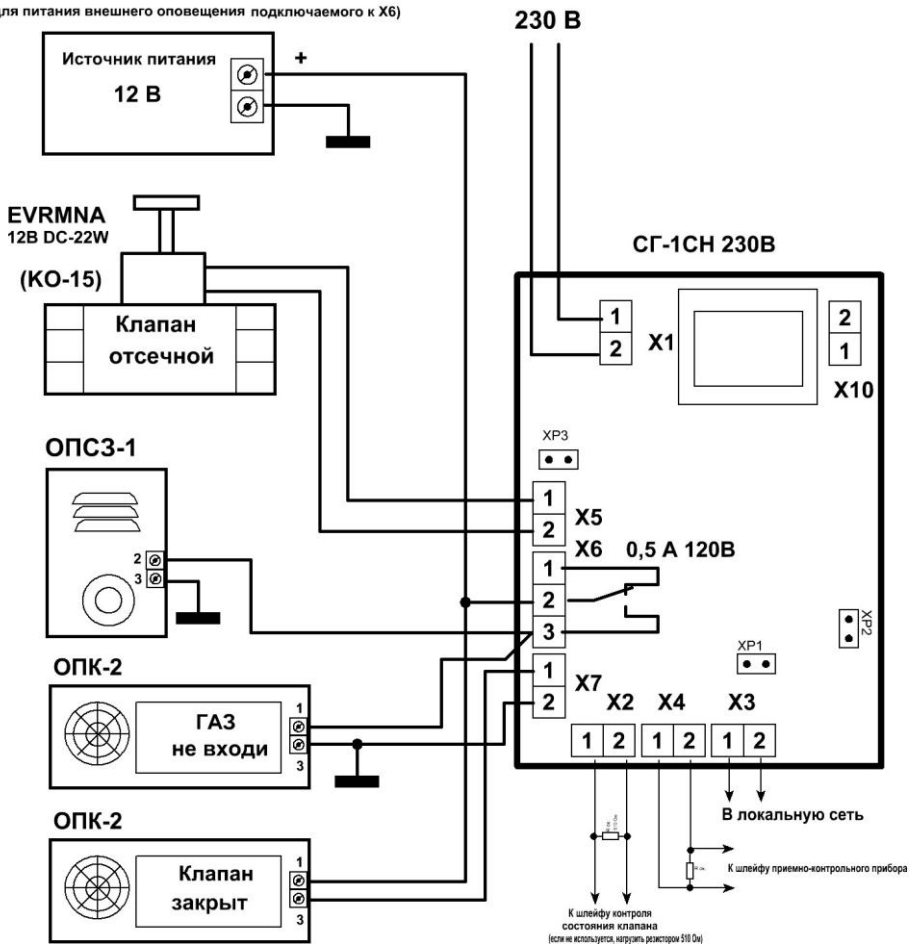 для питания внешнего оповещения подключаемого к X6)
230 В
Источник питания
12 В
+
EVRMNA
12В DC-22W
(КО-15)
Клапан
отсечной
СГ-1СН 230В
1
2
X1
2
1
X10
XP3
ОПСЗ-1
2
3
1
2
X5
X6
0,5 А 120В
1
2
3
XP2
XP1
ОПК-2
ГАЗ
не входи
1
3
1
2
X7
X2
X4
X3
1 2
1 2
1 2
В локальную сеть
ОПК-2
Клапан
закрыт
1
3
R ок.
510 Ом
R ок.
К шлейфу приемно-контрольного прибора
К шлейфу контроля
состояния клапана
(если не используется, нагрузить резистором 510 Ом)